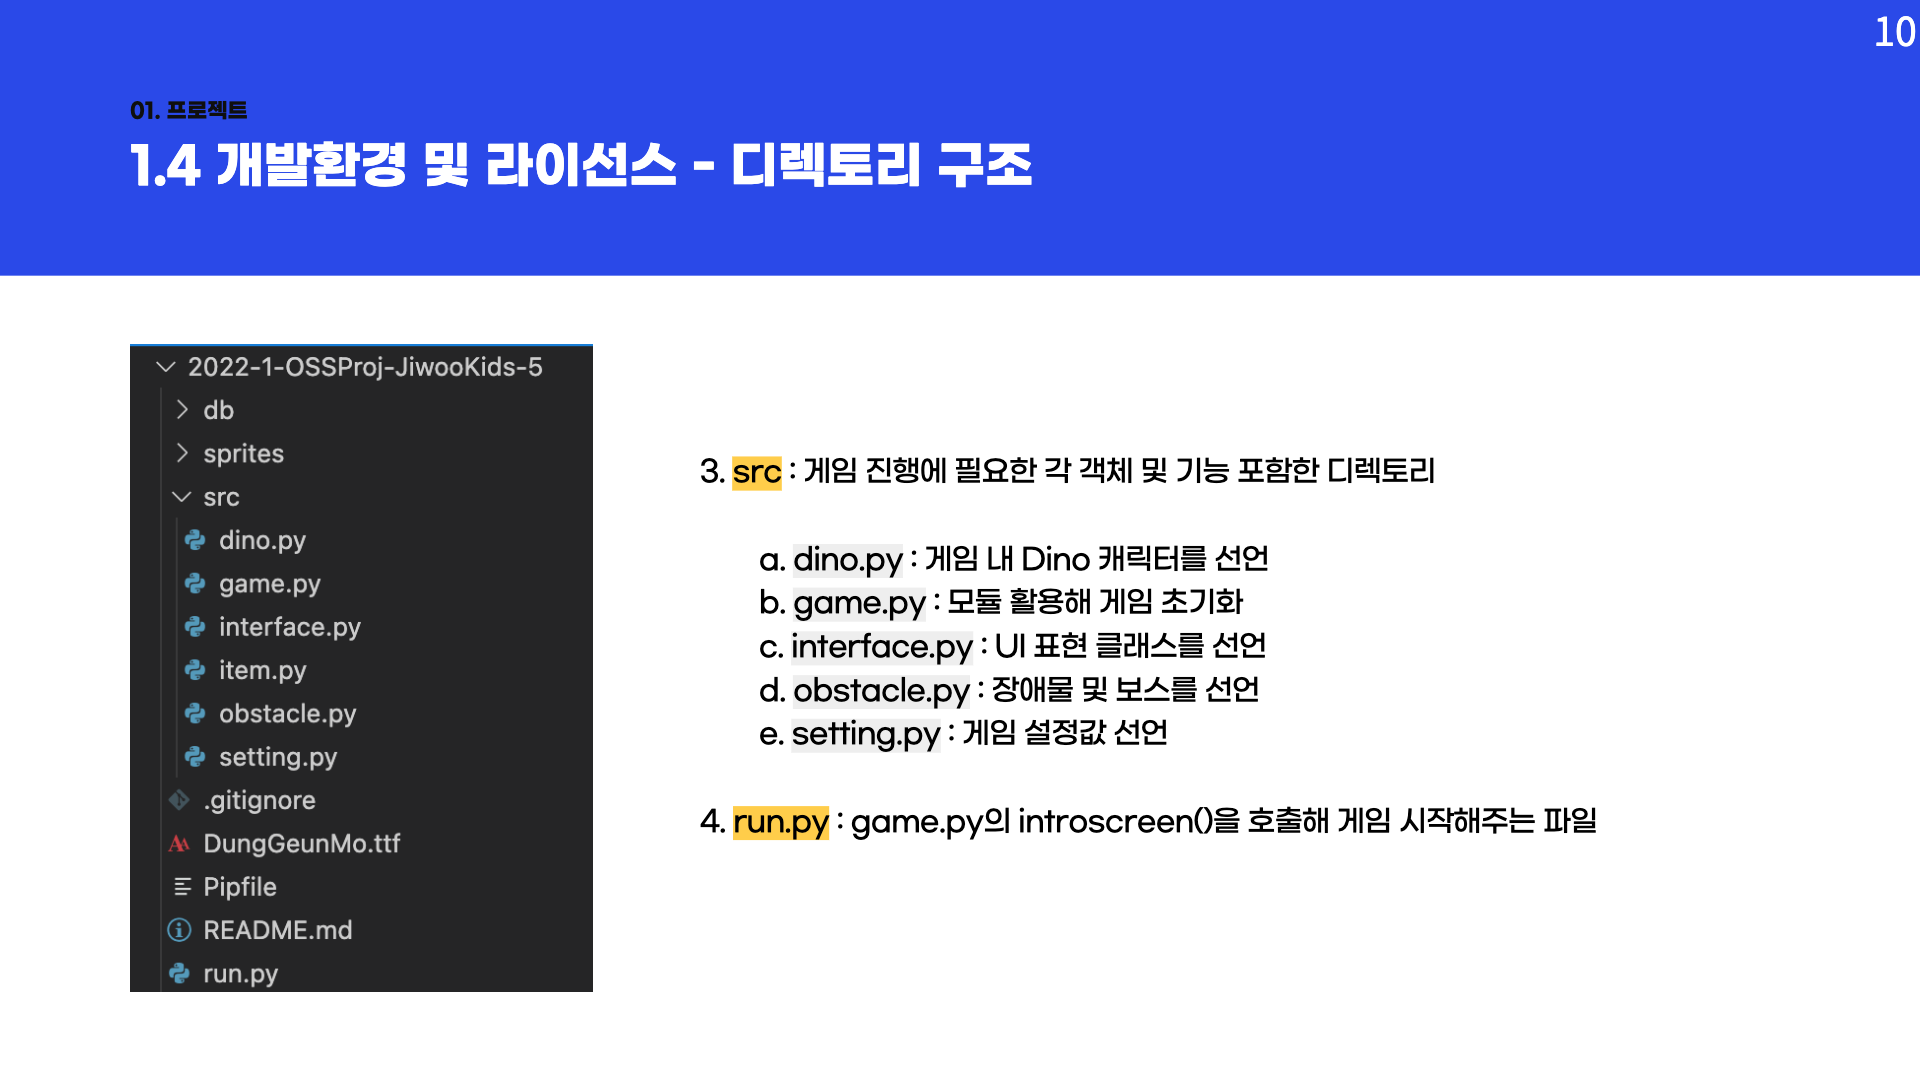 10
01. 프로젝트
1.4 개발환경 및 라이선스 - 디렉토리 구조
2022-1-OSSProj-JiwooKids-5
db
sprites
src
dino.py
game.py
interface.py
item.py
obstacle.py
setting.py
.gitignore
DungGeunMo.ttf
Pipfile
README.md
run.py
3. src : 게임 진행에 필요한 각 객체 및 기능 포함한 디렉토리
a. dino.py : 게임 내 Dino 캐릭터를 선언
b. game.py : 모듈 활용해 게임 초기화
c. interface.py : UI 표현 클래스를 선언
d. obstacle.py : 장애물 및 보스를 선언
e. setting.py : 게임 설정값 선언
4. run.py : game.py의 introscreen()을 호출해 게임 시작해주는 파일